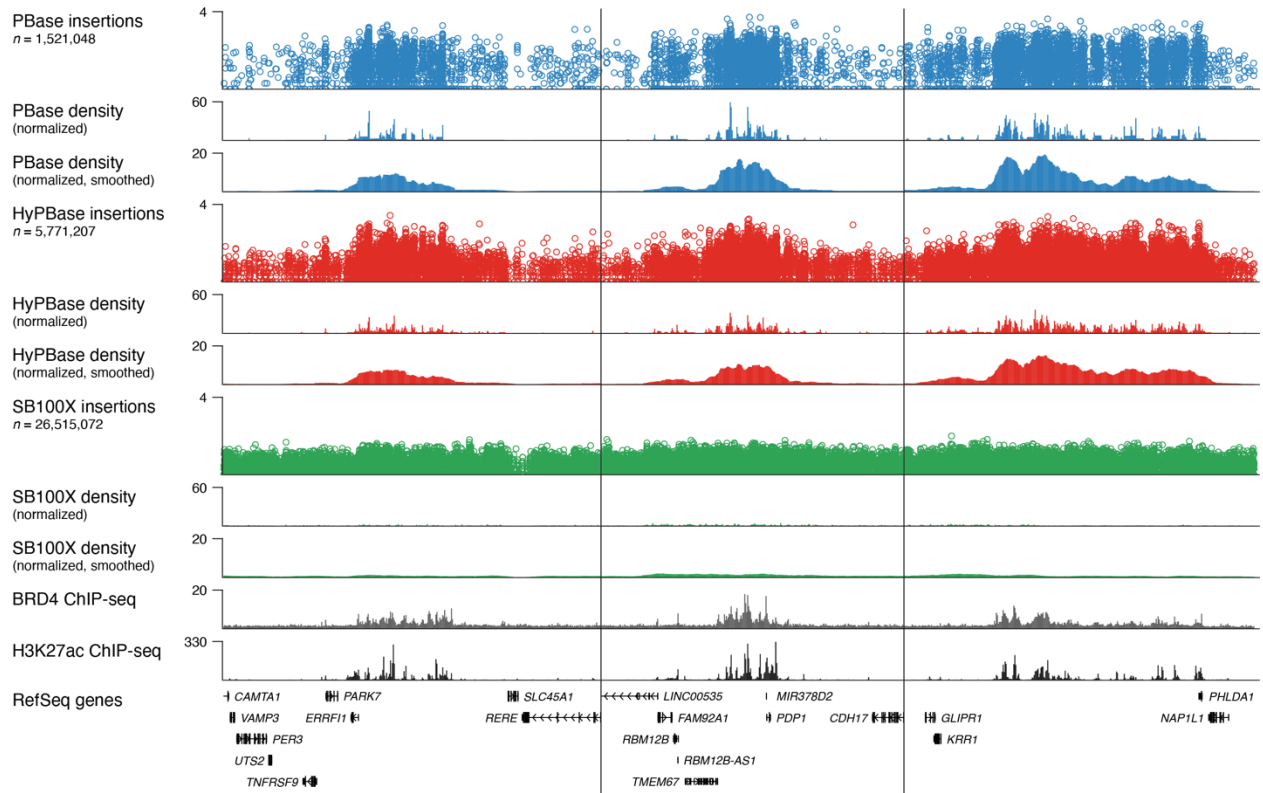 PBase insertions
n = 1,521,048
4
PBase density
(normalized)
60
PBase density
(normalized, smoothed)
20
HyPBase insertions
n = 5,771,207
4
HyPBase density
(normalized)
60
HyPBase density
(normalized, smoothed)
20
SB100X insertions
n = 26,515,072
4
SB100X density
(normalized)
60
SB100X density
(normalized, smoothed)
20
BRD4 ChIP-seq
20
H3K27ac ChIP-seq
330
RefSeq genes
CAMTA1 PARK7 SLC45A1 LINC00535 MIR378D2 PHLDA1
VAMP3 ERRFI1 RERE FAM92A1 PDP1 CDH17 GLIPR1 NAP1L1
PER3 RBM12B KRR1
UTS2 RBM12B-AS1
TNFRSF9 TMEM67